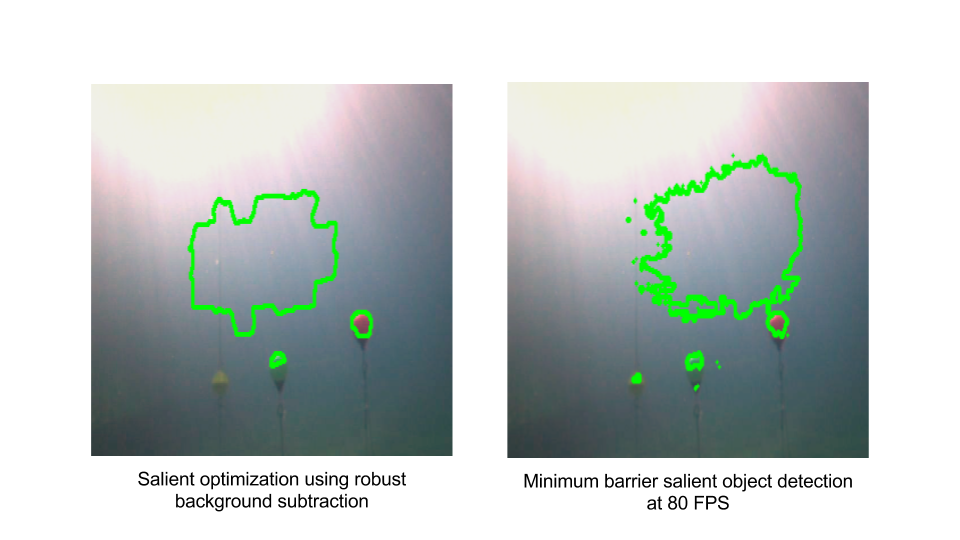 Salient optimization using robust
background subtraction
Minimum barrier salient object detection
at 80 FPS